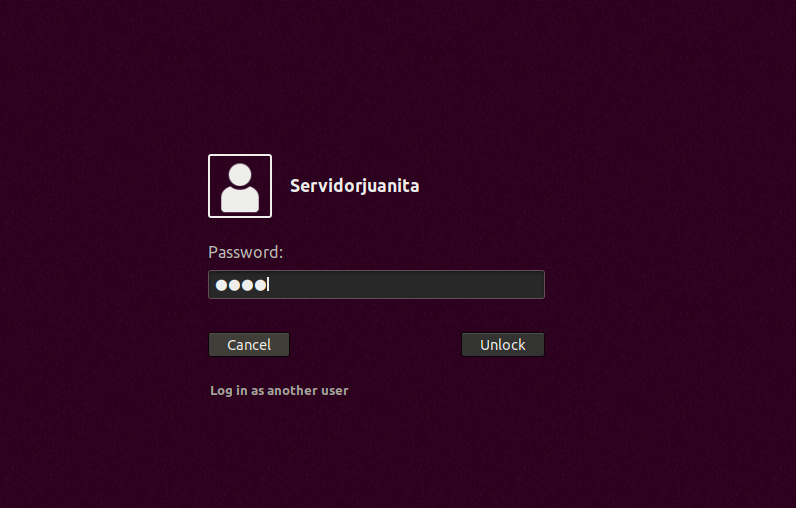 Servidorjuanita
Password:
●●●●
Cancel
Unlock
Log in as another user